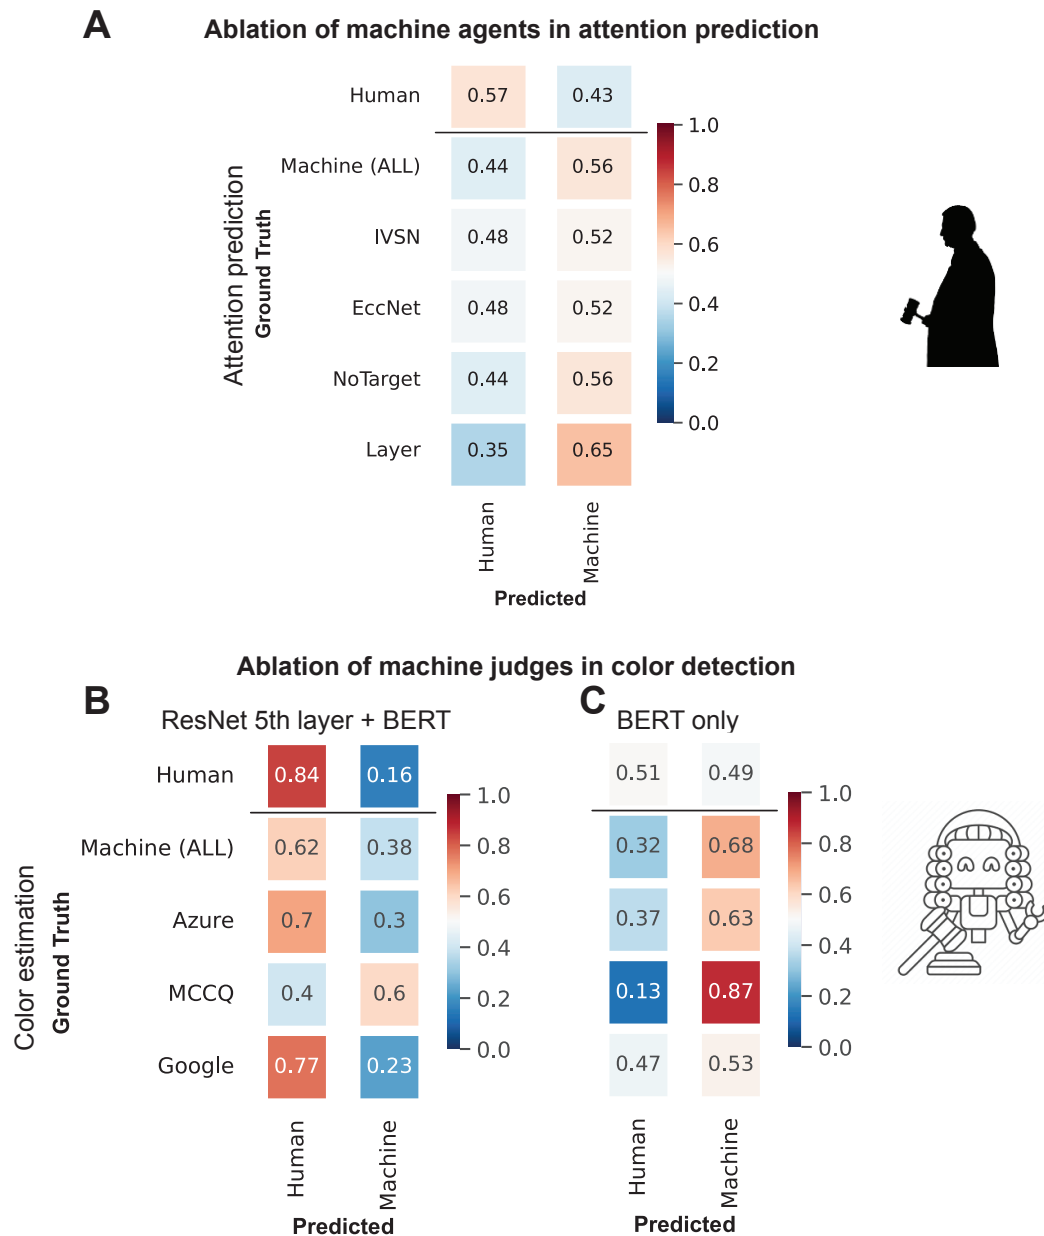 A
Ablation of machine agents in attention prediction
Attention prediction
Ground Truth
Human 0.57 0.43
Machine (ALL) 0.44 0.56
IVSN 0.48 0.52
EccNet 0.48 0.52
NoTarget 0.44 0.56
Layer 0.35 0.65
1.0
0.8
0.6
0.4
0.2
0.0
Human
Machine
Predicted
Ablation of machine judges in color detection
B
ResNet 5th layer + BERT
Color estimation
Ground Truth
Human 0.84 0.16
Machine (ALL) 0.62 0.38
Azure 0.7 0.3
MCCQ 0.4 0.6
Google 0.77 0.23
1.0
0.8
0.6
0.4
0.2
0.0
Human
Machine
Predicted
C
BERT only
0.51 0.49
0.32 0.68
0.37 0.63
0.13 0.87
0.47 0.53
1.0
0.8
0.6
0.4
0.2
0.0
Human
Machine
Predicted